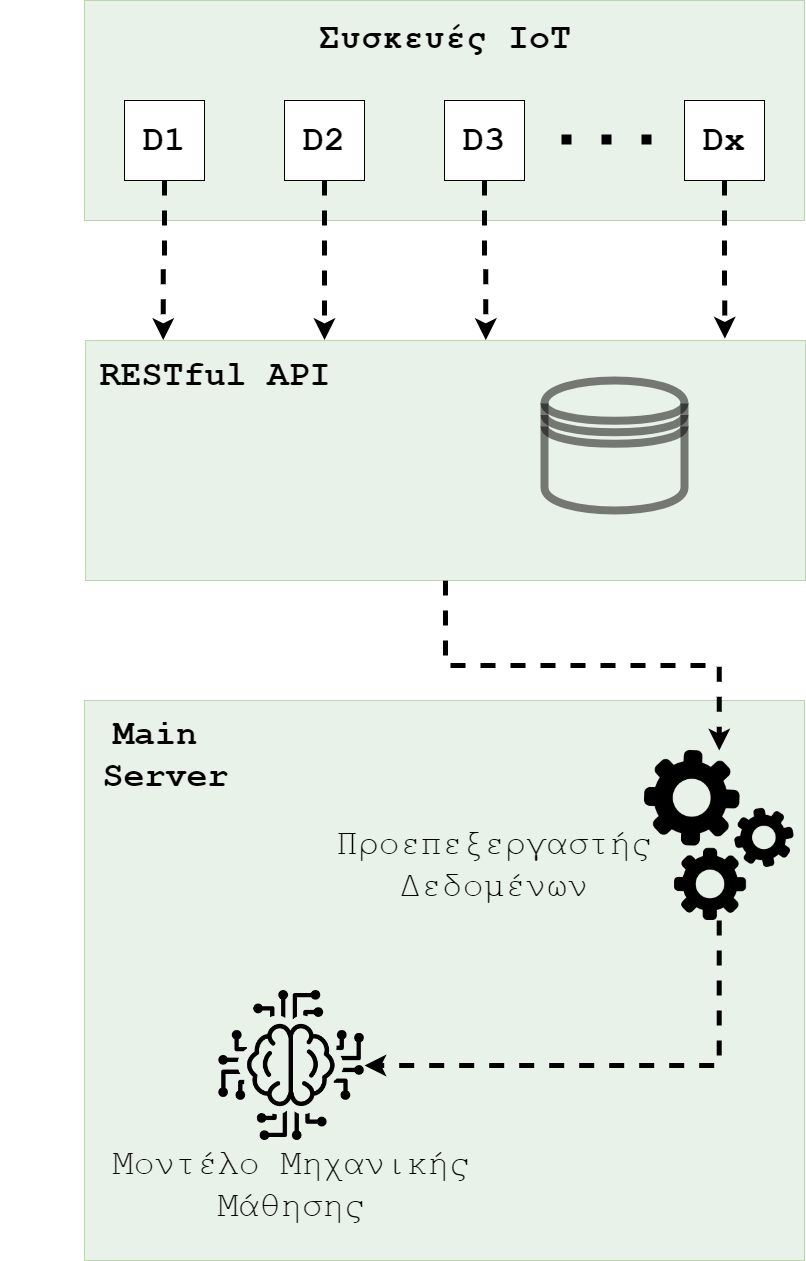 Συσκευές IoT
D1 D2 D3 ... Dx
RESTful API
Main
Server
Προεπεξεργαστής
Δεδομένων
Μοντέλο Μηχανικής
Μάθησης